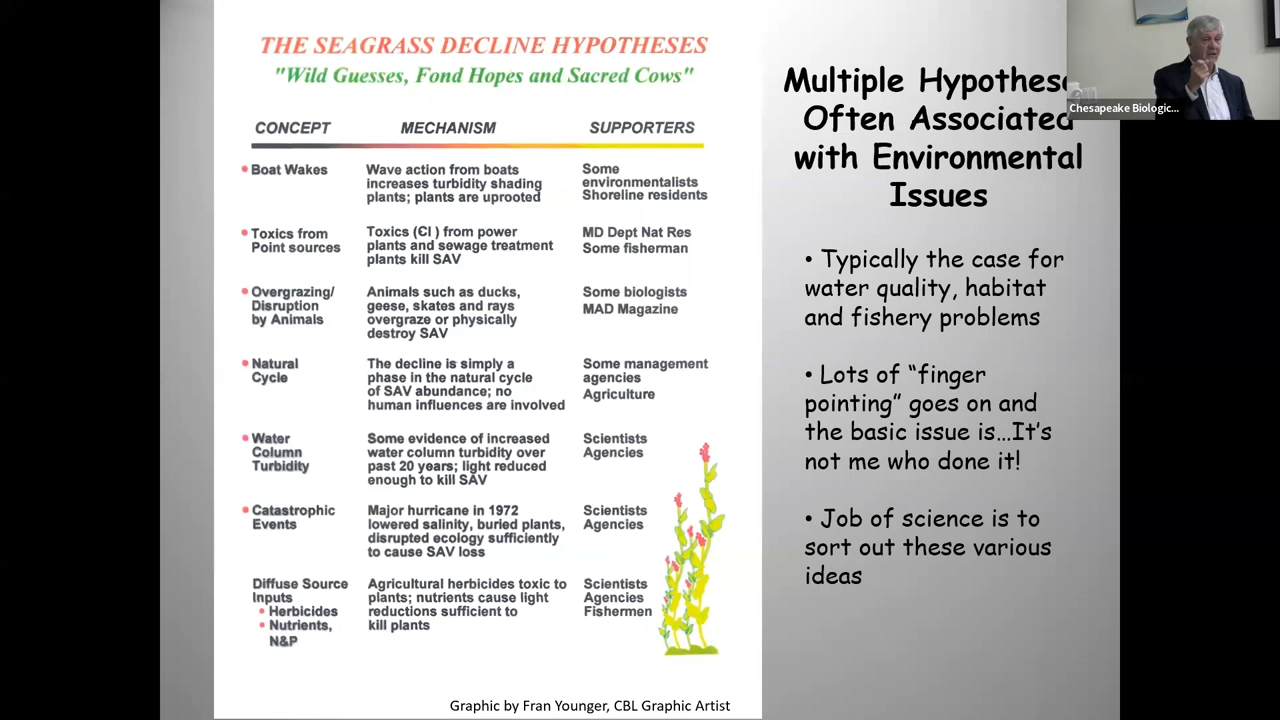 THE SEAGRASS DECLINE HYPOTHESES
"Wild Guesses, Fond Hopes and Sacred Cows"
CONCEPT MECHANISM SUPPORTERS
Boat Wakes
Wave action from boats
increases turbidity shading
plants; plants are uprooted
Some
environmentalists
Shoreline residents
Toxics from
Point sources
Toxics (Cl ) from power
plants and sewage treatment
plants kill SAV
MD Dept Nat Res
Some fisherman
Overgrazing/
Disruption
by Animals
Animals such as ducks,
geese, skates and rays
overgraze or physically
destroy SAV
Some biologists
MAD Magazine
Natural
Cycle
The decline is simply a
phase in the natural cycle
of SAV abundance; no
human influences are involved
Some management
agencies
Agriculture
Water
Column
Turbidity
Some evidence of increased
water column turbidity over
past 20 years; light reduced
enough to kill SAV
Scientists
Agencies
Catastrophic
Events
Major hurricane in 1972
lowered salinity, buried plants,
disrupted ecology sufficiently
to cause SAV loss
Scientists
Agencies
Diffuse Source
Inputs
• Herbicides
• Nutrients,
N&P
Agricultural herbicides toxic to
plants; nutrients cause light
reductions sufficient to
kill plants
Scientists
Agencies
Fishermen
Graphic by Fran Younger, CBL Graphic Artist
Multiple Hypothese
Often Associated
with Environmental
Issues
• Typically the case for
water quality, habitat
and fishery problems
• Lots of “finger
pointing” goes on and
the basic issue is…It’s
not me who done it!
• Job of science is to
sort out these various
ideas
Chesapeake Biologic...